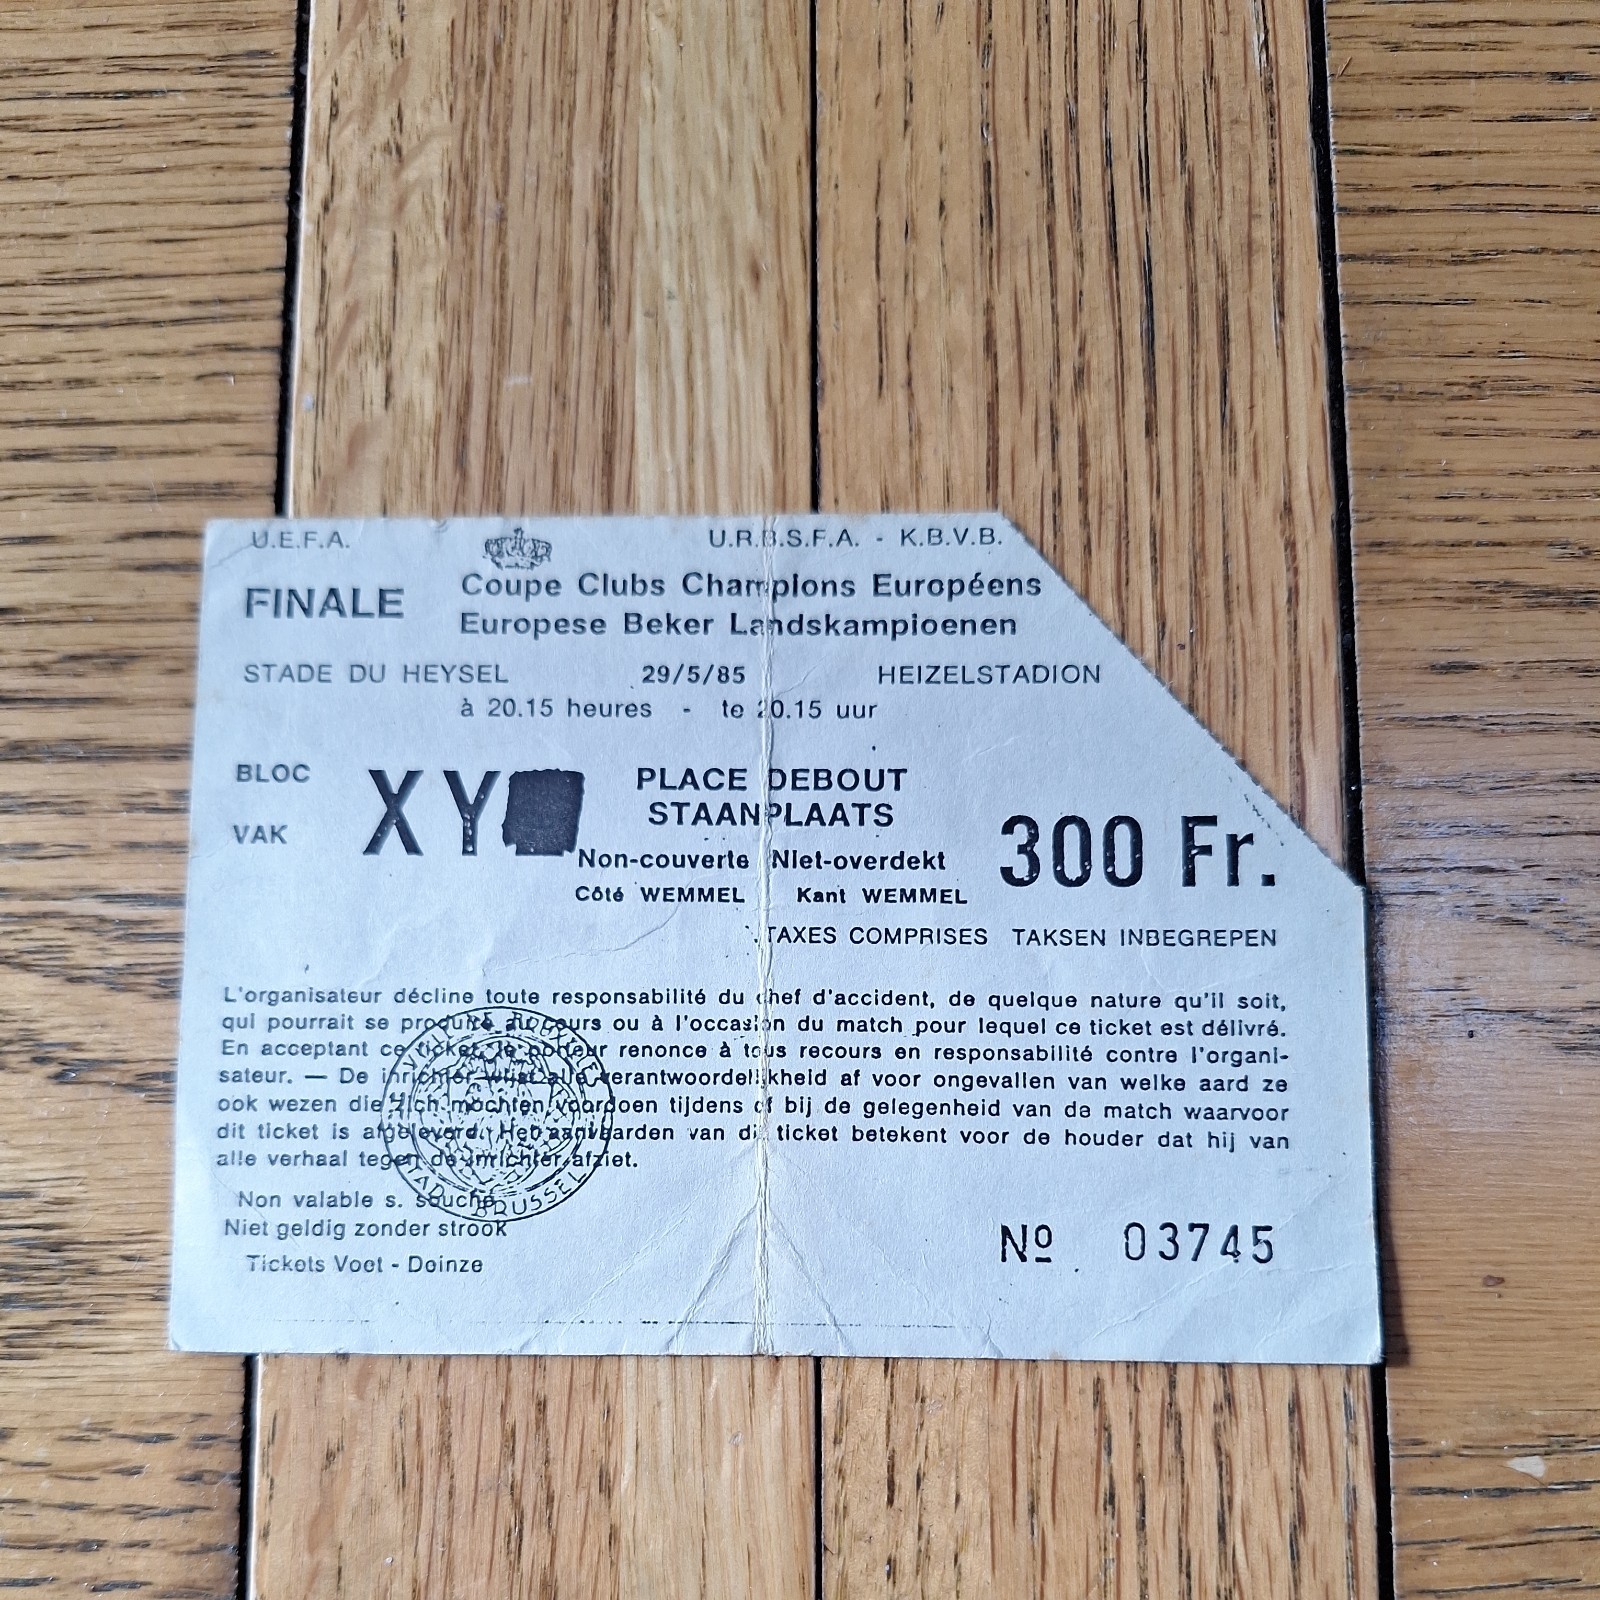 U.E.F.A.
U.R.B.S.F.A. - K.B.V.B.
FINALE
Coupe Clubs Champions Européens
Europese Beker Landskampioenen
STADE DU HEYSEL 29/5/85 HEIZELSTADION
à 20.15 heures - te 20.15 uur
BLOC
VAK
XY
PLACE DEBOUT
STAANPLAATS
Non-couverte Niet-overdekt
Côté WEMMEL Kant WEMMEL
300 Fr.
TAXES COMPRISES TAKSEN INBEGREPEN
L'organisateur décline toute responsabilité du chef d'accident, de quelque nature qu'il soit,
qui pourrait se produire au cours ou à l'occasion du match pour lequel ce ticket est délivré.
En acceptant ce ticket, le porteur renonce à tous recours en responsabilité contre l'organi-
sateur. — De inrichter wijst alle verantwoordelijkheid af voor ongevallen van welke aard ze
ook wezen die zich mochten voordoen tijdens of bij de gelegenheid van de match waarvoor
dit ticket is afgeleverd. Het aanvaarden van dit ticket betekent voor de houder dat hij van
alle verhaal tegen de inrichter afziet.
Non valable s. souche
Niet geldig zonder strook
Tickets Voet - Deinze
Nº 03745
STAD BRUSSEL